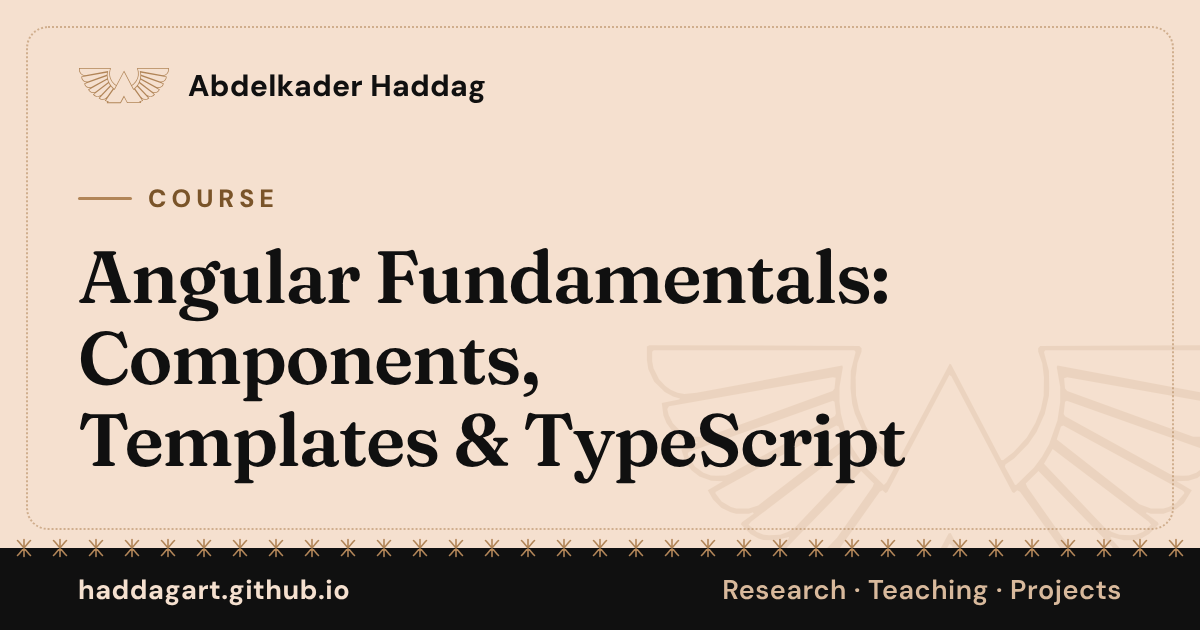 Abdelkader Haddag
COURSE
Angular Fundamentals:
Components,
Templates & TypeScript
haddagart.github.io
Research · Teaching · Projects